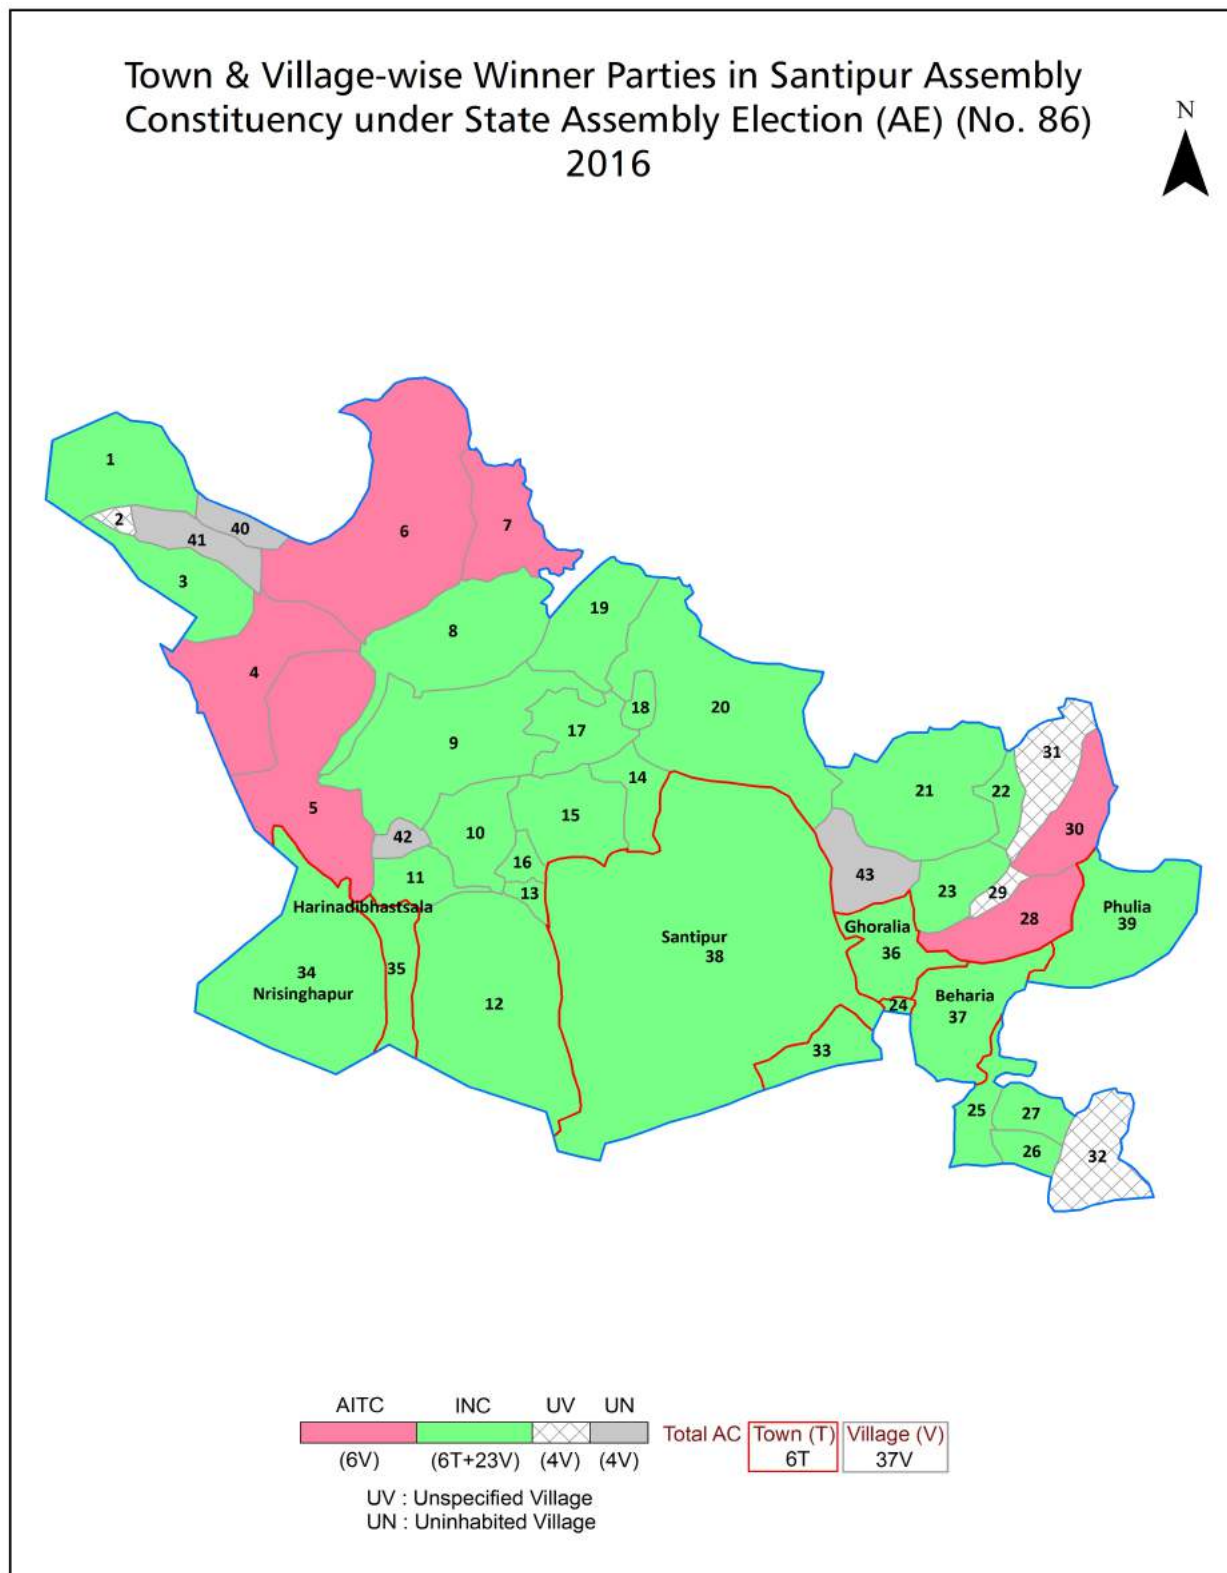 Town & Village-wise Winner Parties in Santipur Assembly
Constituency under State Assembly Election (AE) (No. 86)
2016
N
1
2
40
41
6
7
3
19
8
4
18
20
17
9
31
14
21
22
5
15
30
42
10
16
43
11
13
23
29
Harinadibhastsala
28
Phulia
39
Ghoralia
36
Santipur
38
35
34
Nrisinghapur
12
24
Beharia
37
33
25
27
26
32
AITC INC UV UN
Total AC Town (T) Village (V)
6T 37V
(6V) (6T+23V) (4V) (4V)
UV : Unspecified Village
UN : Uninhabited Village